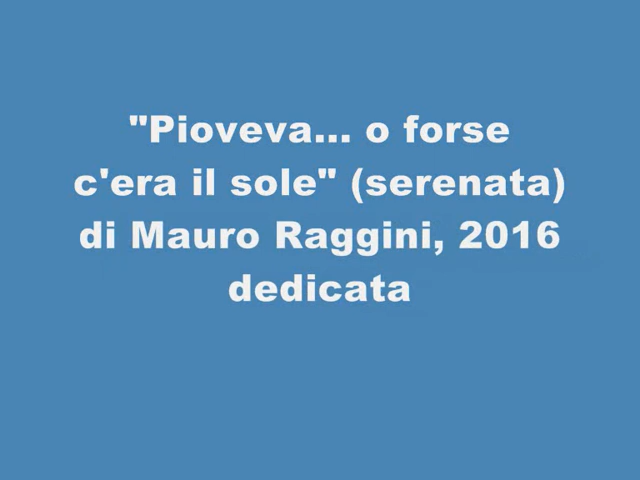 "Pioveva... o forse
c'era il sole" (serenata)
di Mauro Raggini, 2016
dedicata